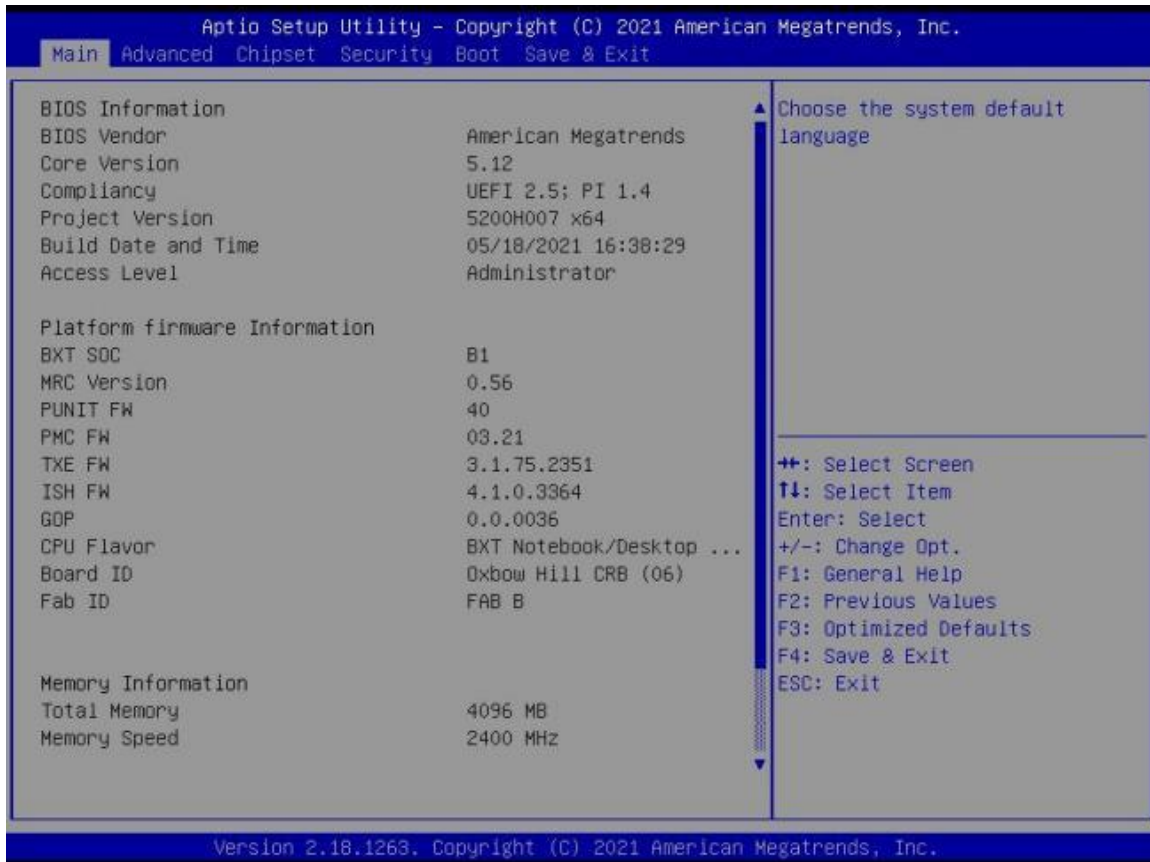 Aptio Setup Utility – Copyright (C) 2021 American Megatrends, Inc.
Main Advanced Chipset Security Boot Save & Exit
BIOS Information
BIOS Vendor American Megatrends
Core Version 5.12
Compliancy UEFI 2.5; PI 1.4
Project Version 5200H007 x64
Build Date and Time 05/18/2021 16:38:29
Access Level Administrator
Platform firmware Information
BXT SOC B1
MRC Version 0.56
PUNIT FW 40
PMC FW 03.21
TXE FW 3.1.75.2351
ISH FW 4.1.0.3364
GOP 0.0.0036
CPU Flavor BXT Notebook/Desktop ...
Board ID Oxbow Hill CRB (06)
Fab ID FAB B
Memory Information
Total Memory 4096 MB
Memory Speed 2400 MHz
Choose the system default
language
→←: Select Screen
↑↓: Select Item
Enter: Select
+/-: Change Opt.
F1: General Help
F2: Previous Values
F3: Optimized Defaults
F4: Save & Exit
ESC: Exit
Version 2.18.1263. Copyright (C) 2021 American Megatrends, Inc.